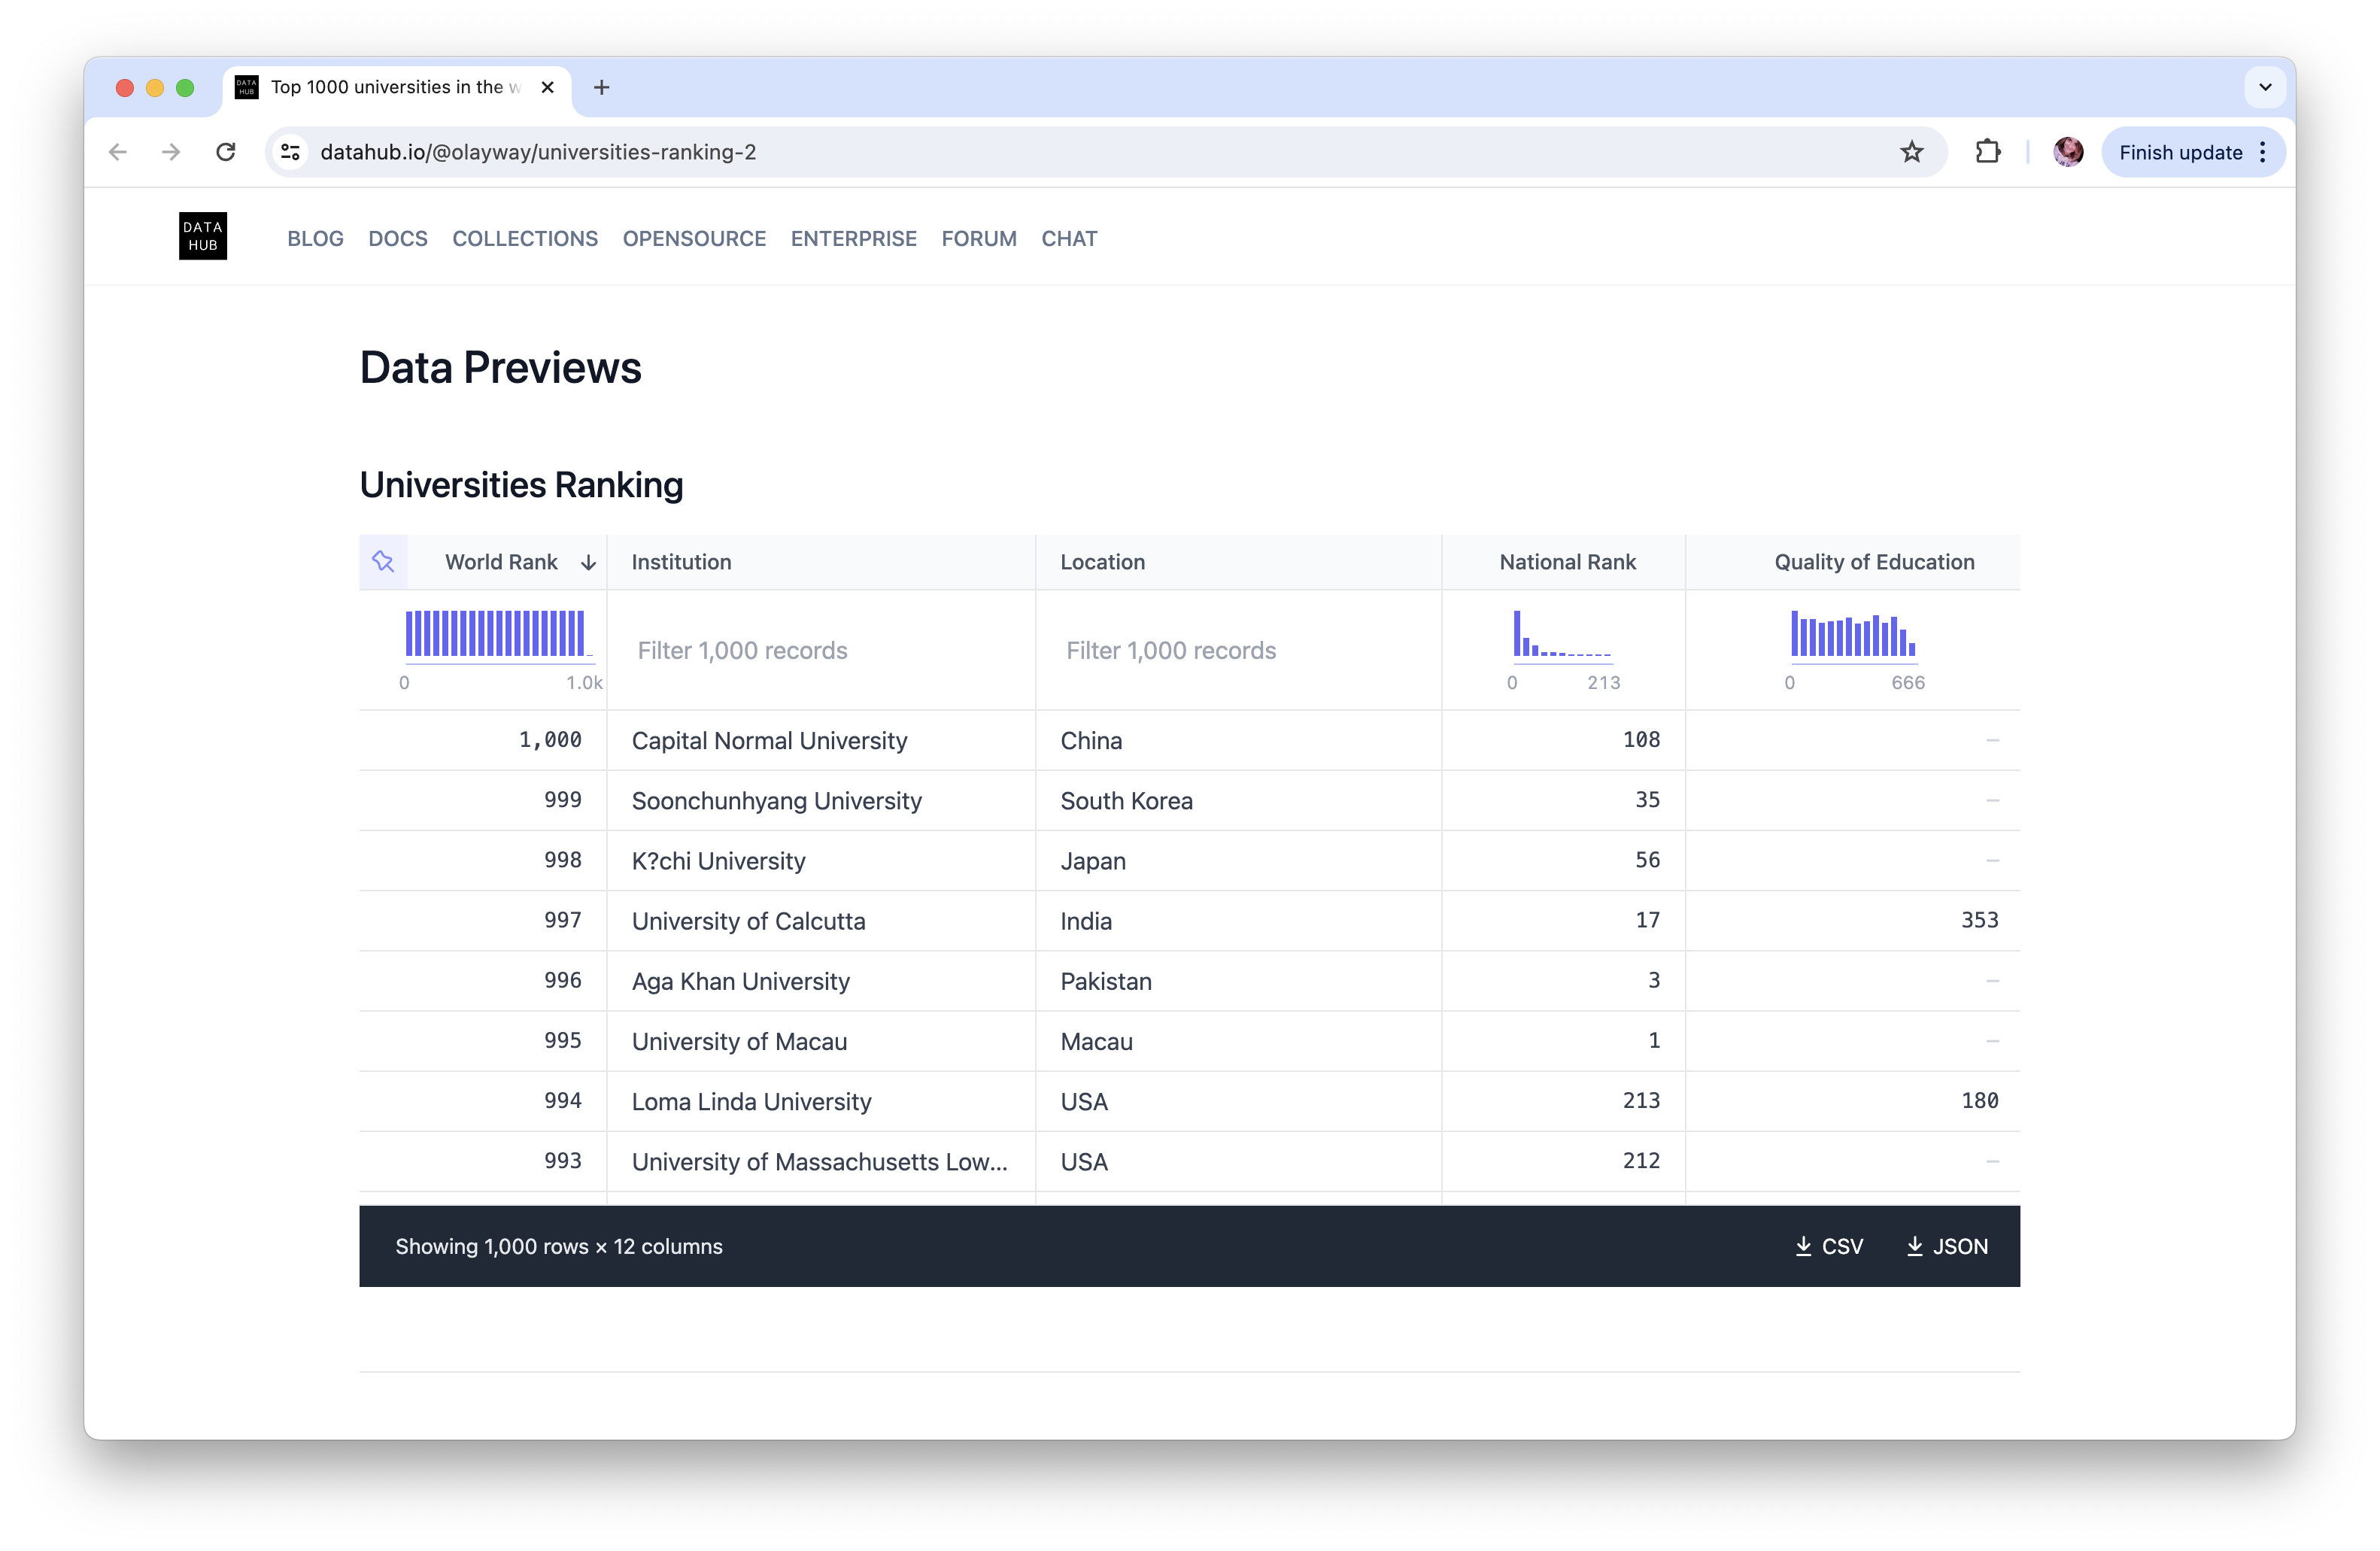 DATA HUB Top 1000 universities in the w
datahub.io/@olayway/universities-ranking-2 Finish update
DATA HUB BLOG DOCS COLLECTIONS OPENSOURCE ENTERPRISE FORUM CHAT
Data Previews
Universities Ranking
World Rank Institution Location National Rank Quality of Education
Filter 1,000 records Filter 1,000 records
0 1.0k 0 213 0 666
1,000 Capital Normal University China 108 –
999 Soonchunhyang University South Korea 35 –
998 K?chi University Japan 56 –
997 University of Calcutta India 17 353
996 Aga Khan University Pakistan 3 –
995 University of Macau Macau 1 –
994 Loma Linda University USA 213 180
993 University of Massachusetts Low... USA 212 –
Showing 1,000 rows × 12 columns CSV JSON